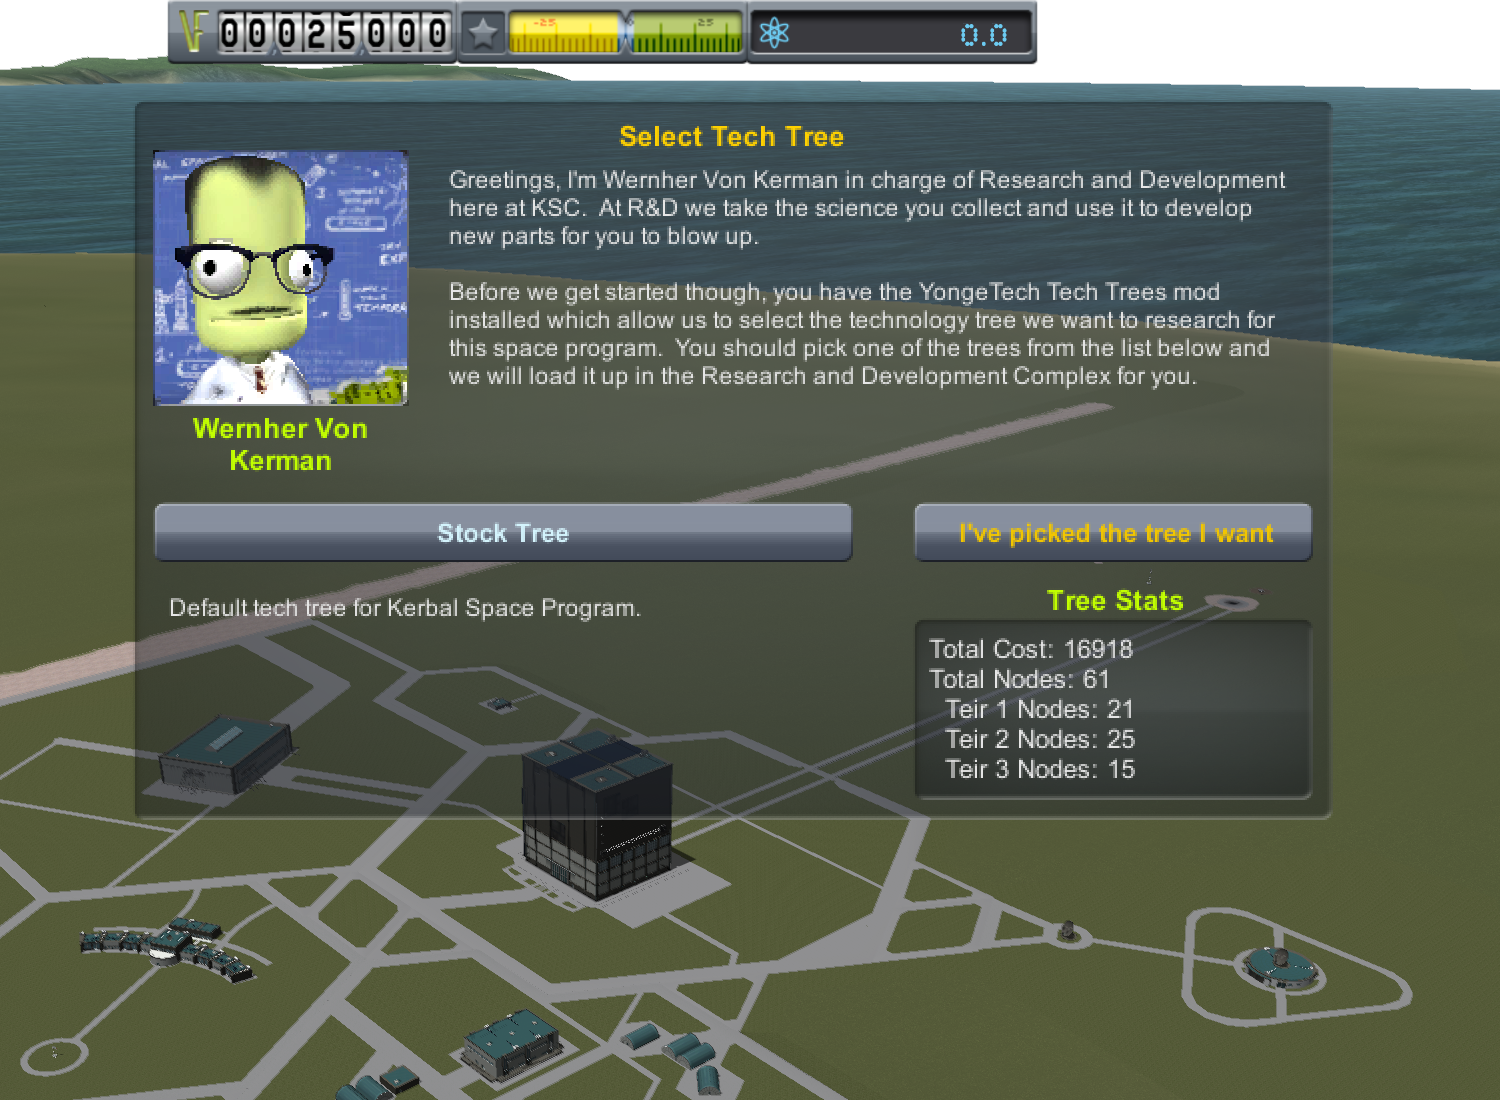 00025000
-25 0 25
0.0
Select Tech Tree
Greetings, I'm Wernher Von Kerman in charge of Research and Development
here at KSC.  At R&D we take the science you collect and use it to develop
new parts for you to blow up.
Before we get started though, you have the YongeTech Tech Trees mod
installed which allow us to select the technology tree we want to research for
this space program.  You should pick one of the trees from the list below and
we will load it up in the Research and Development Complex for you.
Wernher Von
Kerman
Stock Tree
I've picked the tree I want
Default tech tree for Kerbal Space Program.
Tree Stats
Total Cost: 16918
Total Nodes: 61
Teir 1 Nodes: 21
Teir 2 Nodes: 25
Teir 3 Nodes: 15